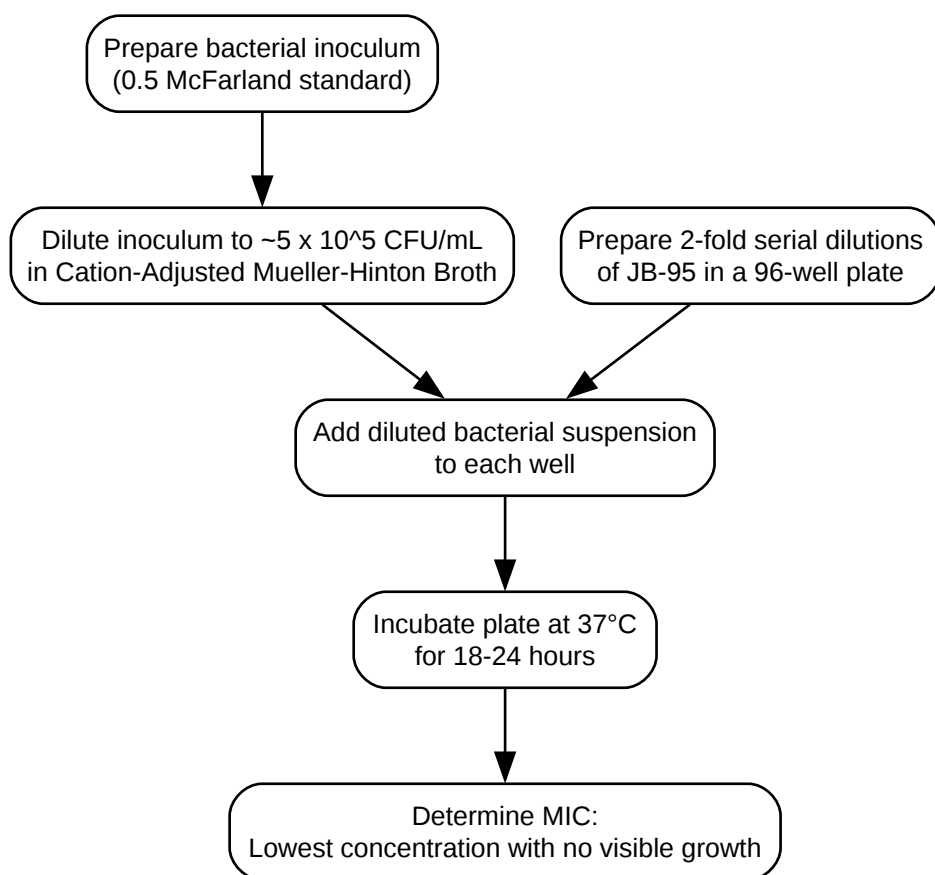 Prepare bacterial inoculum
(0.5 McFarland standard)
Dilute inoculum to ~5 x 10^5 CFU/mL
in Cation-Adjusted Mueller-Hinton Broth
Prepare 2-fold serial dilutions
of JB-95 in a 96-well plate
Add diluted bacterial suspension
to each well
Incubate plate at 37°C
for 18-24 hours
Determine MIC:
Lowest concentration with no visible growth